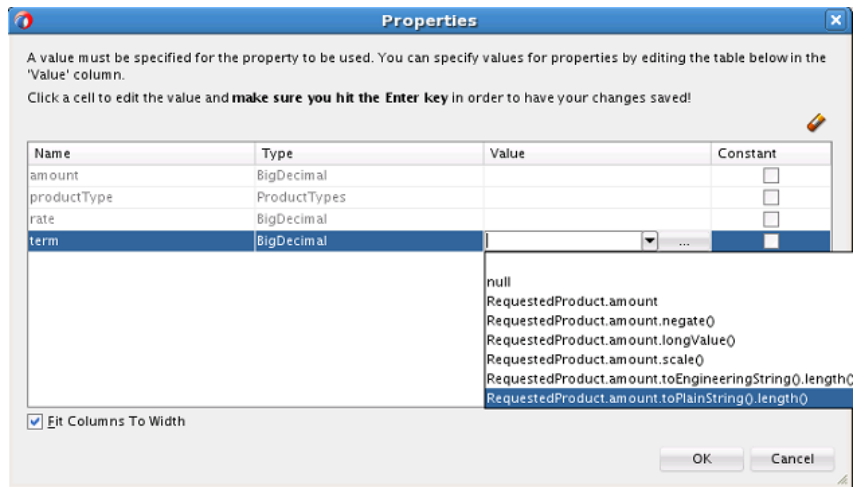 Properties
A value must be specified for the property to be used. You can specify values for properties by editing the table below in the
'Value' column.
Click a cell to edit the value and make sure you hit the Enter key in order to have your changes saved!
Name Type Value Constant
amount BigDecimal
productType ProductTypes
rate BigDecimal
term BigDecimal ...
null
RequestedProduct.amount
RequestedProduct.amount.negate()
RequestedProduct.amount.longValue()
RequestedProduct.amount.scale()
RequestedProduct.amount.toEngineeringString().length()
RequestedProduct.amount.toPlainString().length()
Fit Columns To Width
OK Cancel